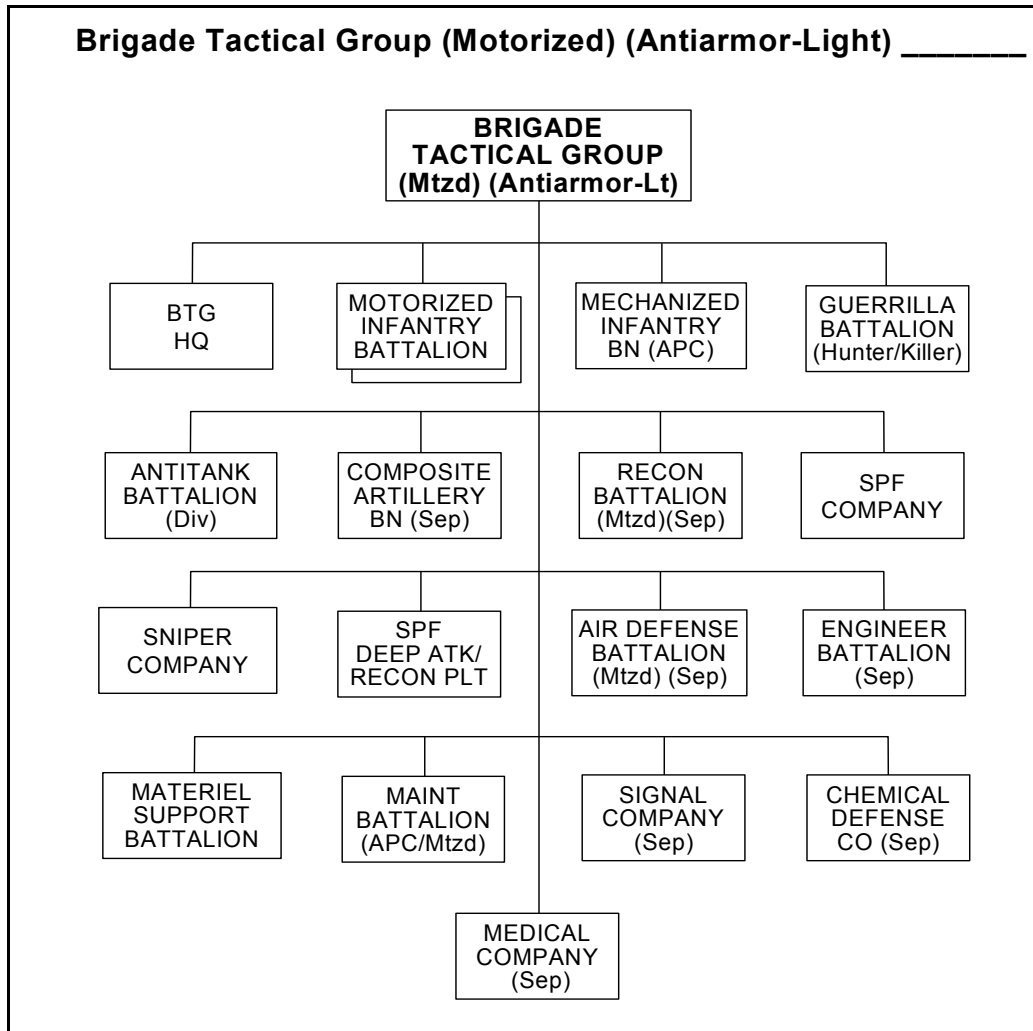 Brigade Tactical Group (Motorized) (Antiarmor-Light) _______
BRIGADE
TACTICAL GROUP
(Mtzd) (Antiarmor-Lt)
BTG
HQ
MOTORIZED
INFANTRY
BATTALION
MECHANIZED
INFANTRY
BN (APC)
GUERRILLA
BATTALION
(Hunter/Killer)
ANTITANK
BATTALION
(Div)
COMPOSITE
ARTILLERY
BN (Sep)
RECON
BATTALION
(Mtzd)(Sep)
SPF
COMPANY
SNIPER
COMPANY
SPF
DEEP ATK/
RECON PLT
AIR DEFENSE
BATTALION
(Mtzd) (Sep)
ENGINEER
BATTALION
(Sep)
MATERIEL
SUPPORT
BATTALION
MAINT
BATTALION
(APC/Mtzd)
SIGNAL
COMPANY
(Sep)
CHEMICAL
DEFENSE
CO (Sep)
MEDICAL
COMPANY
(Sep)